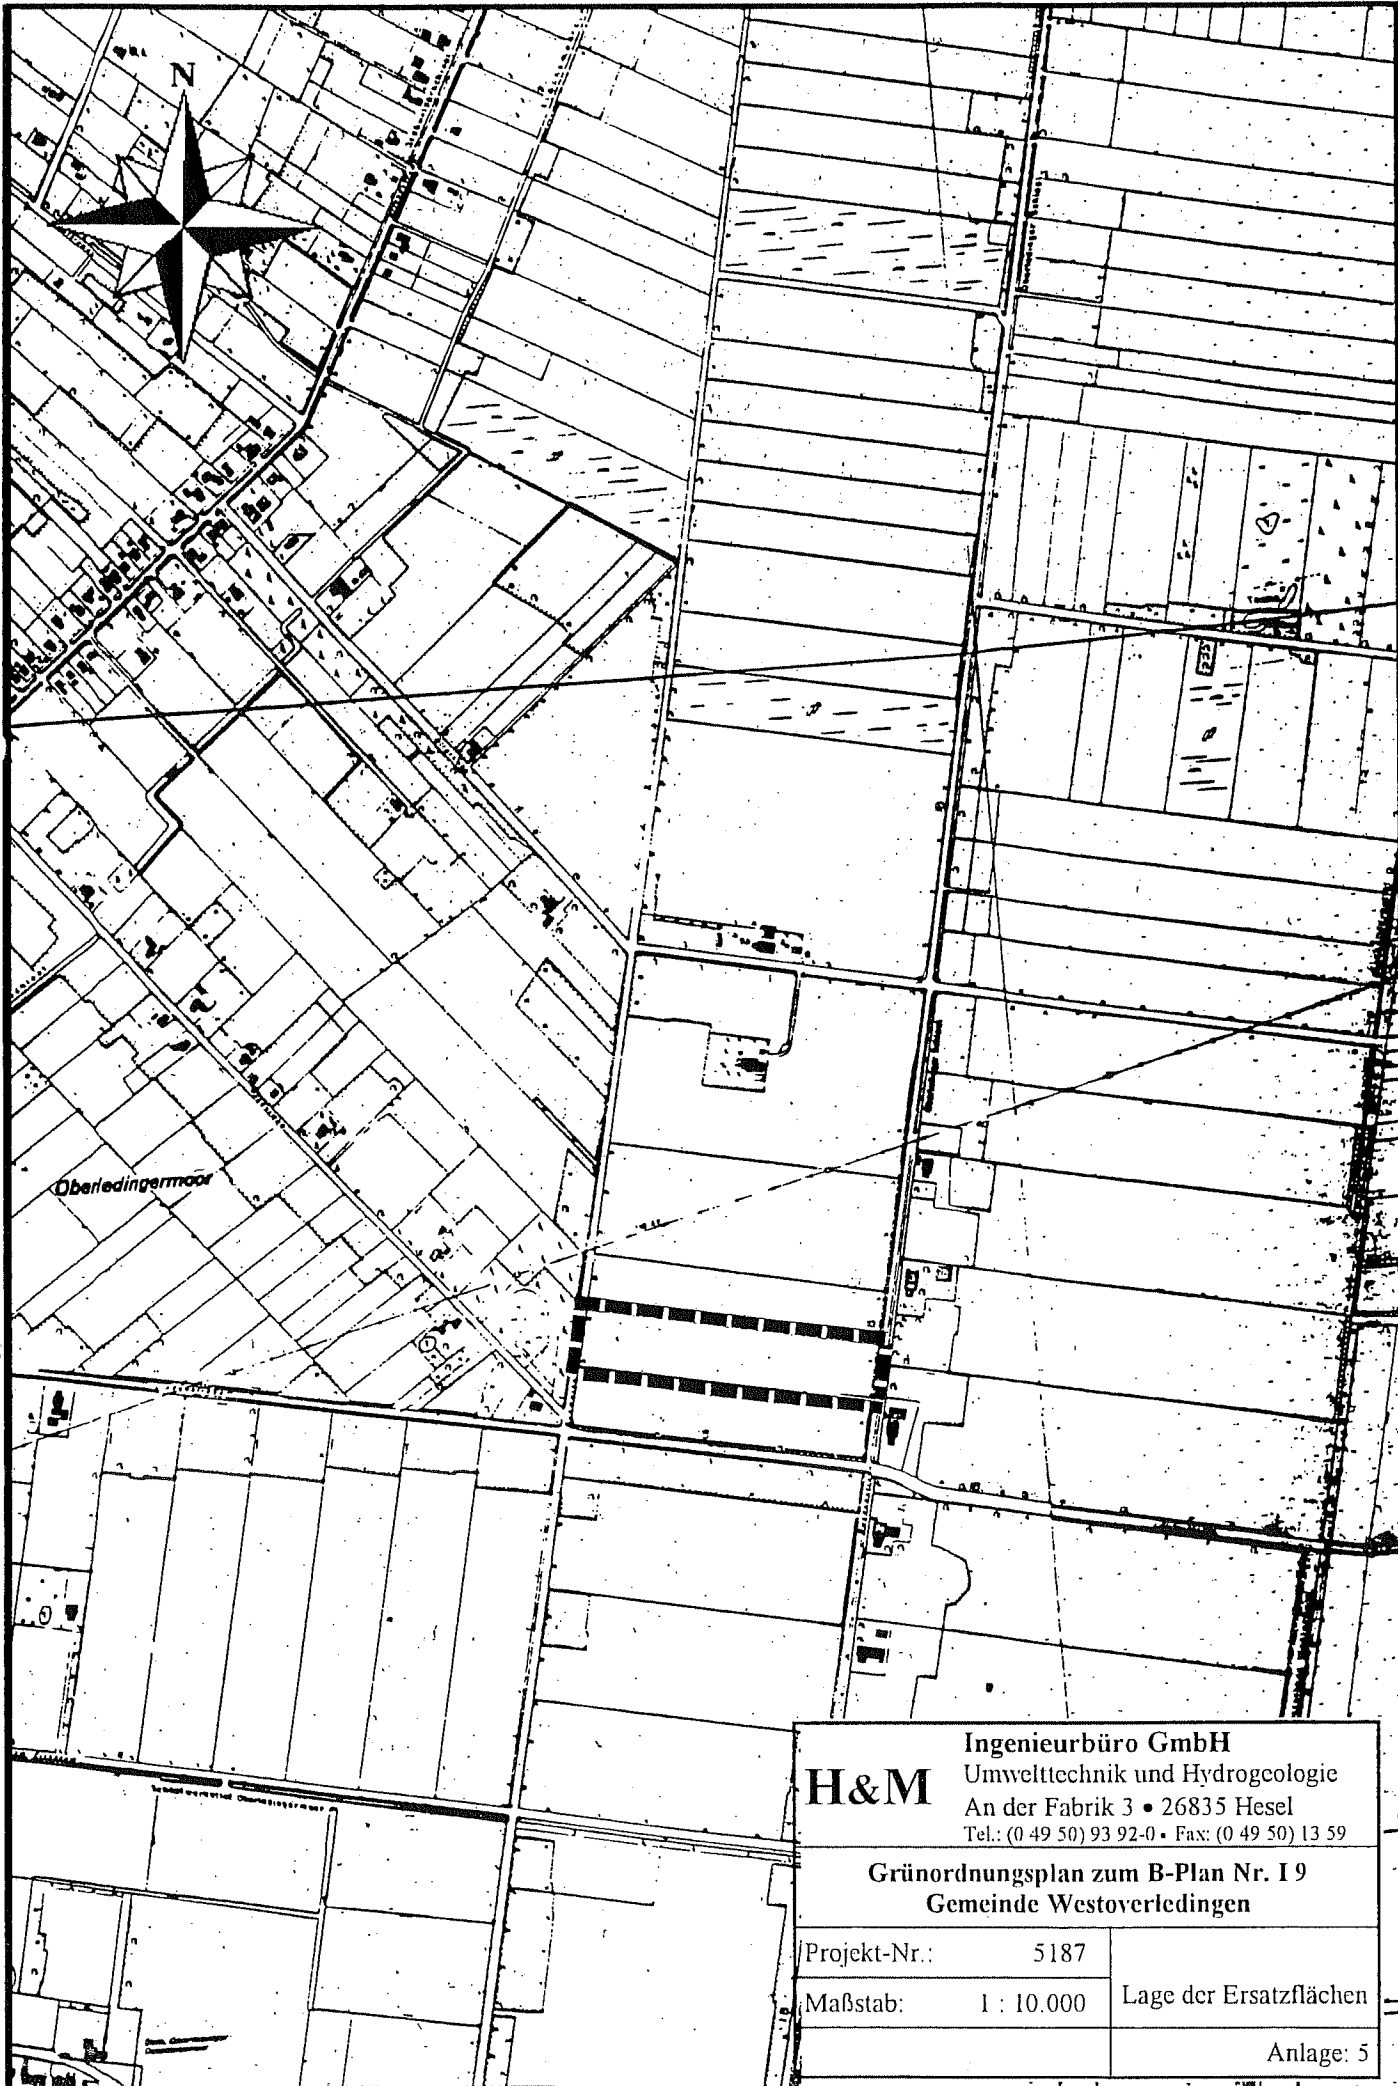 N
Oberledingermoor
H&M
Ingenieurbüro GmbH
Umwelttechnik und Hydrogeologie
An der Fabrik 3 • 26835 Hesel
Tel.: (0 49 50) 93 92-0 • Fax: (0 49 50) 13 59
Grünordnungsplan zum B-Plan Nr. I 9
Gemeinde Westoverledingen
Projekt-Nr.: 5187
Maßstab: 1 : 10.000
Lage der Ersatzflächen
Anlage: 5